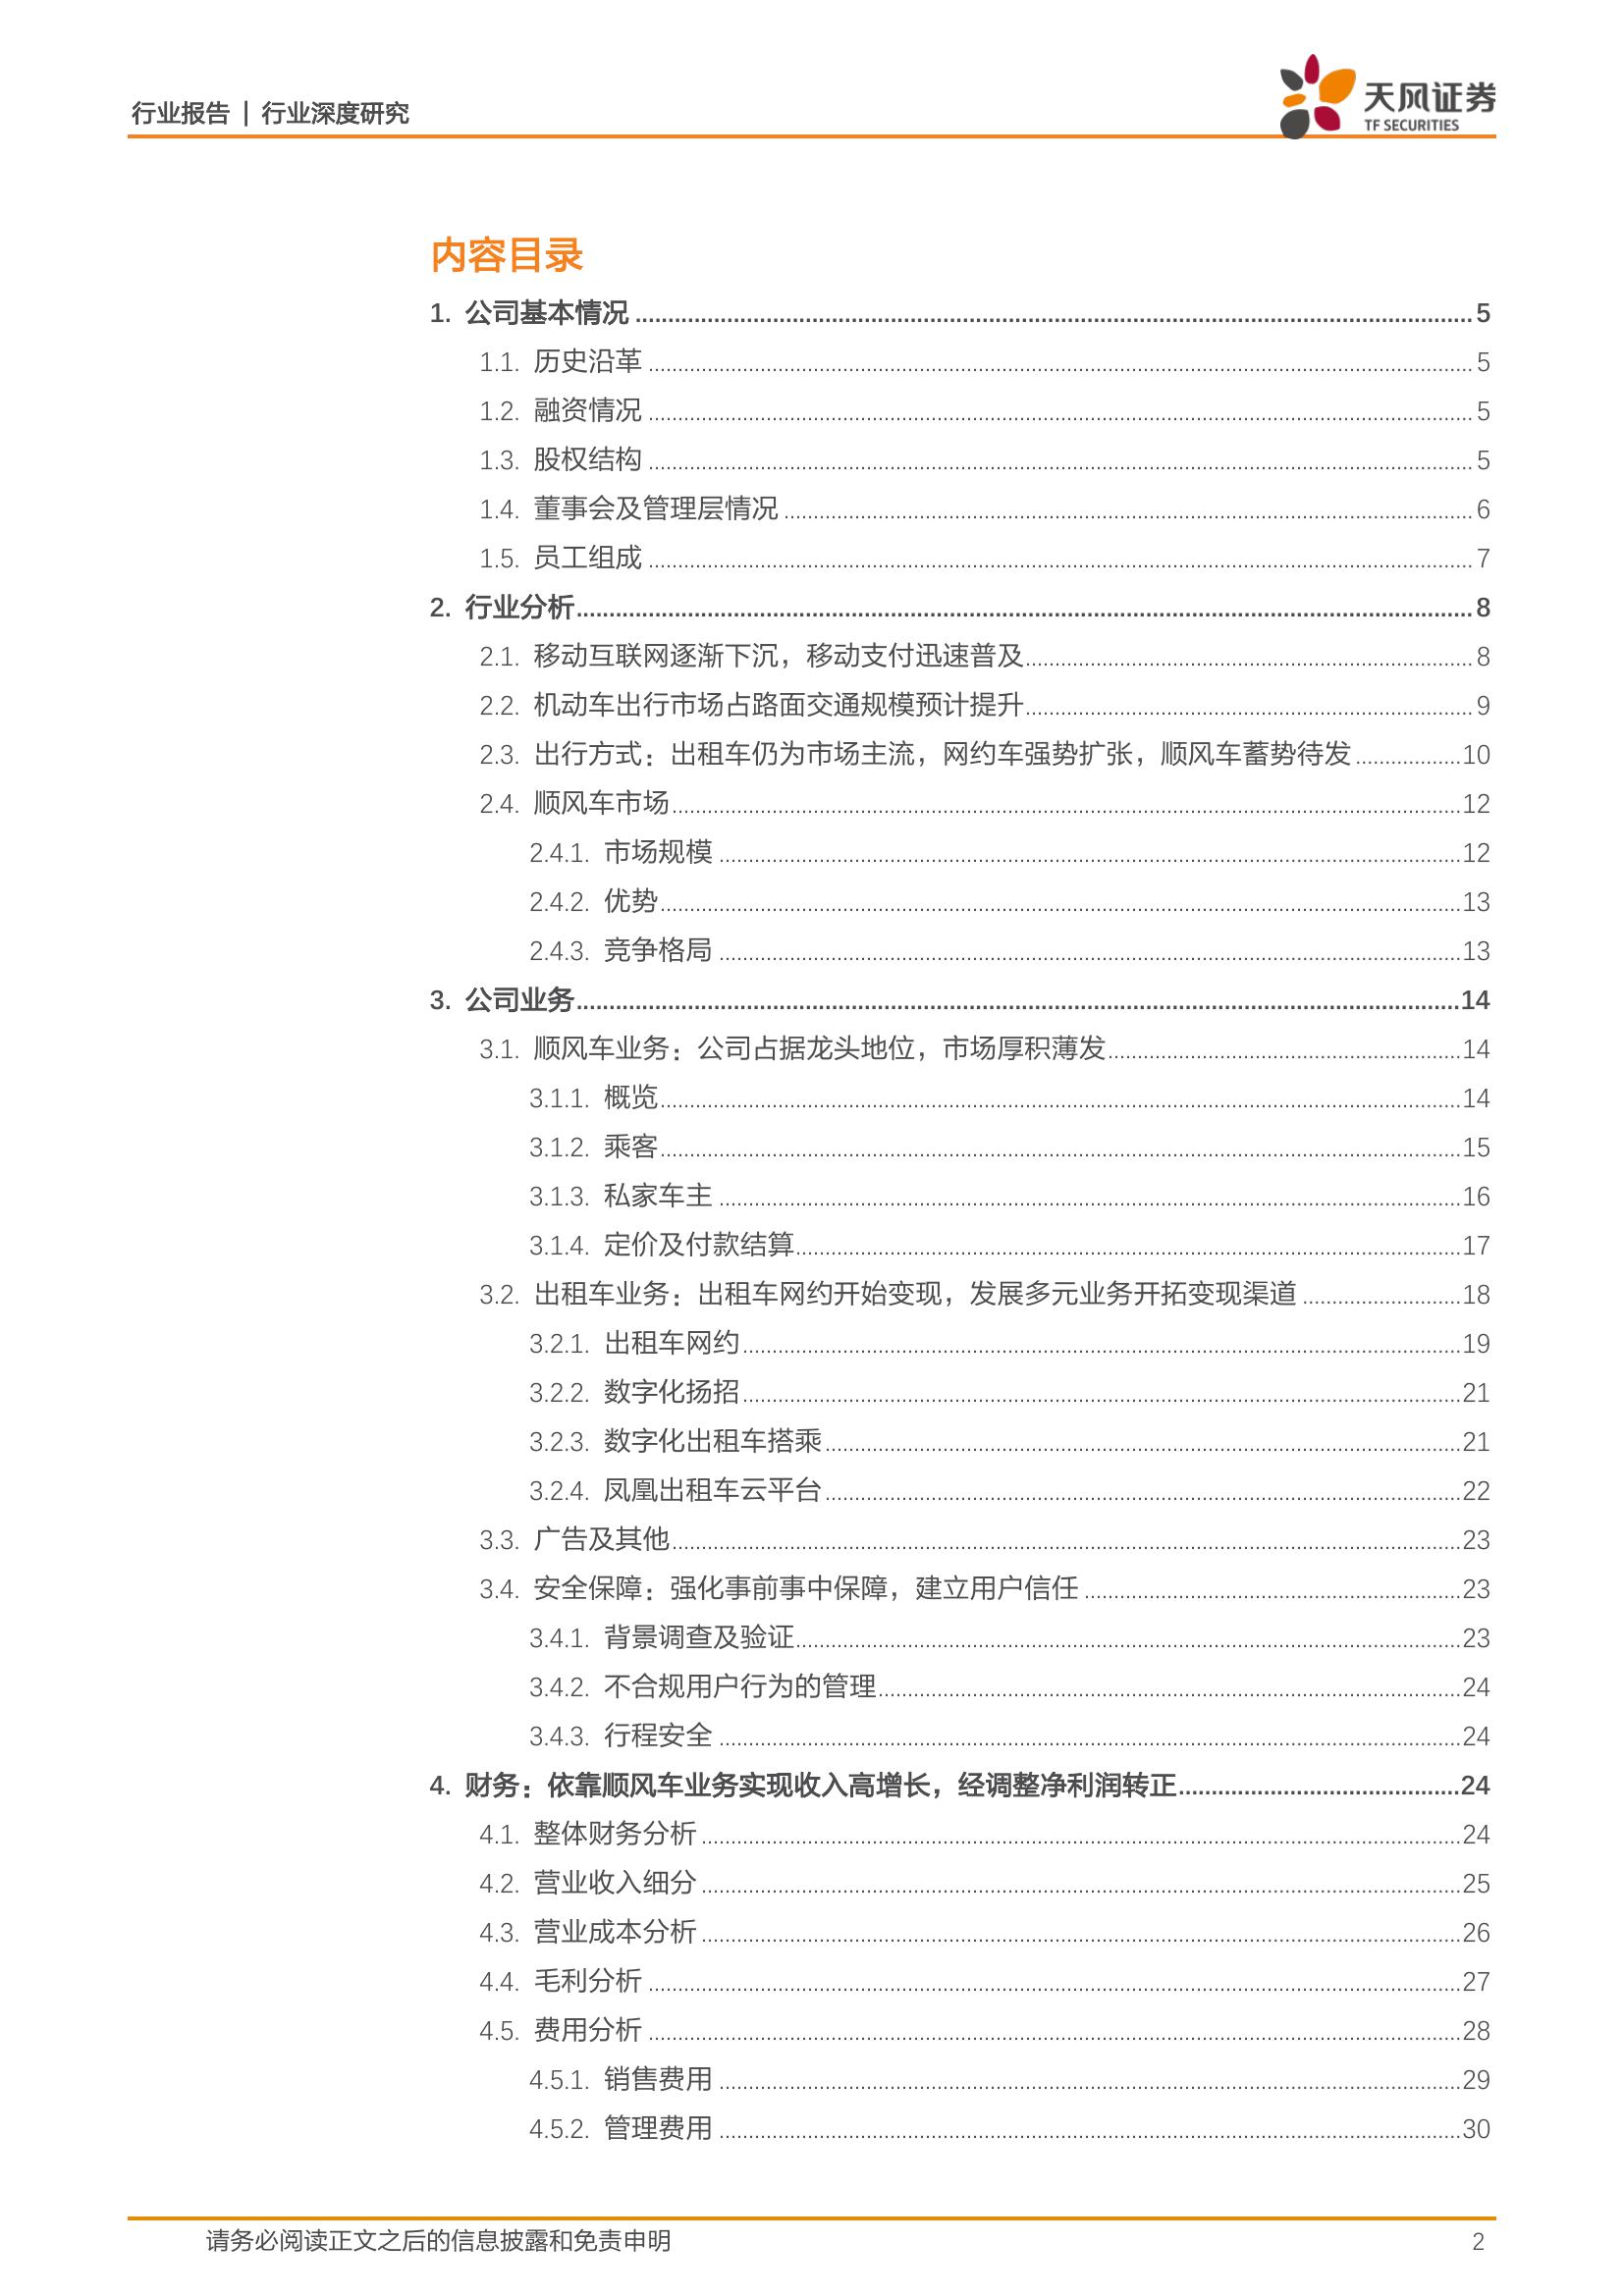 行业报告 | 行业深度研究
天风证券
TF SECURITIES
内容目录
1. 公司基本情况 ........ 5
1.1. 历史沿革 ........ 5
1.2. 融资情况 ........ 5
1.3. 股权结构 ........ 5
1.4. 董事会及管理层情况 ........ 6
1.5. 员工组成 ........ 7
2. 行业分析 ........ 8
2.1. 移动互联网逐渐下沉，移动支付迅速普及 ........ 8
2.2. 机动车出行市场占路面交通规模预计提升 ........ 9
2.3. 出行方式：出租车仍为市场主流，网约车强势扩张，顺风车蓄势待发 ........ 10
2.4. 顺风车市场 ........ 12
2.4.1. 市场规模 ........ 12
2.4.2. 优势 ........ 13
2.4.3. 竞争格局 ........ 13
3. 公司业务 ........ 14
3.1. 顺风车业务：公司占据龙头地位，市场厚积薄发 ........ 14
3.1.1. 概览 ........ 14
3.1.2. 乘客 ........ 15
3.1.3. 私家车主 ........ 16
3.1.4. 定价及付款结算 ........ 17
3.2. 出租车业务：出租车网约开始变现，发展多元业务开拓变现渠道 ........ 18
3.2.1. 出租车网约 ........ 19
3.2.2. 数字化扬招 ........ 21
3.2.3. 数字化出租车搭乘 ........ 21
3.2.4. 凤凰出租车云平台 ........ 22
3.3. 广告及其他 ........ 23
3.4. 安全保障：强化事前事中保障，建立用户信任 ........ 23
3.4.1. 背景调查及验证 ........ 23
3.4.2. 不合规用户行为的管理 ........ 24
3.4.3. 行程安全 ........ 24
4. 财务：依靠顺风车业务实现收入高增长，经调整净利润转正 ........ 24
4.1. 整体财务分析 ........ 24
4.2. 营业收入细分 ........ 25
4.3. 营业成本分析 ........ 26
4.4. 毛利分析 ........ 27
4.5. 费用分析 ........ 28
4.5.1. 销售费用 ........ 29
4.5.2. 管理费用 ........ 30
请务必阅读正文之后的信息披露和免责申明 2